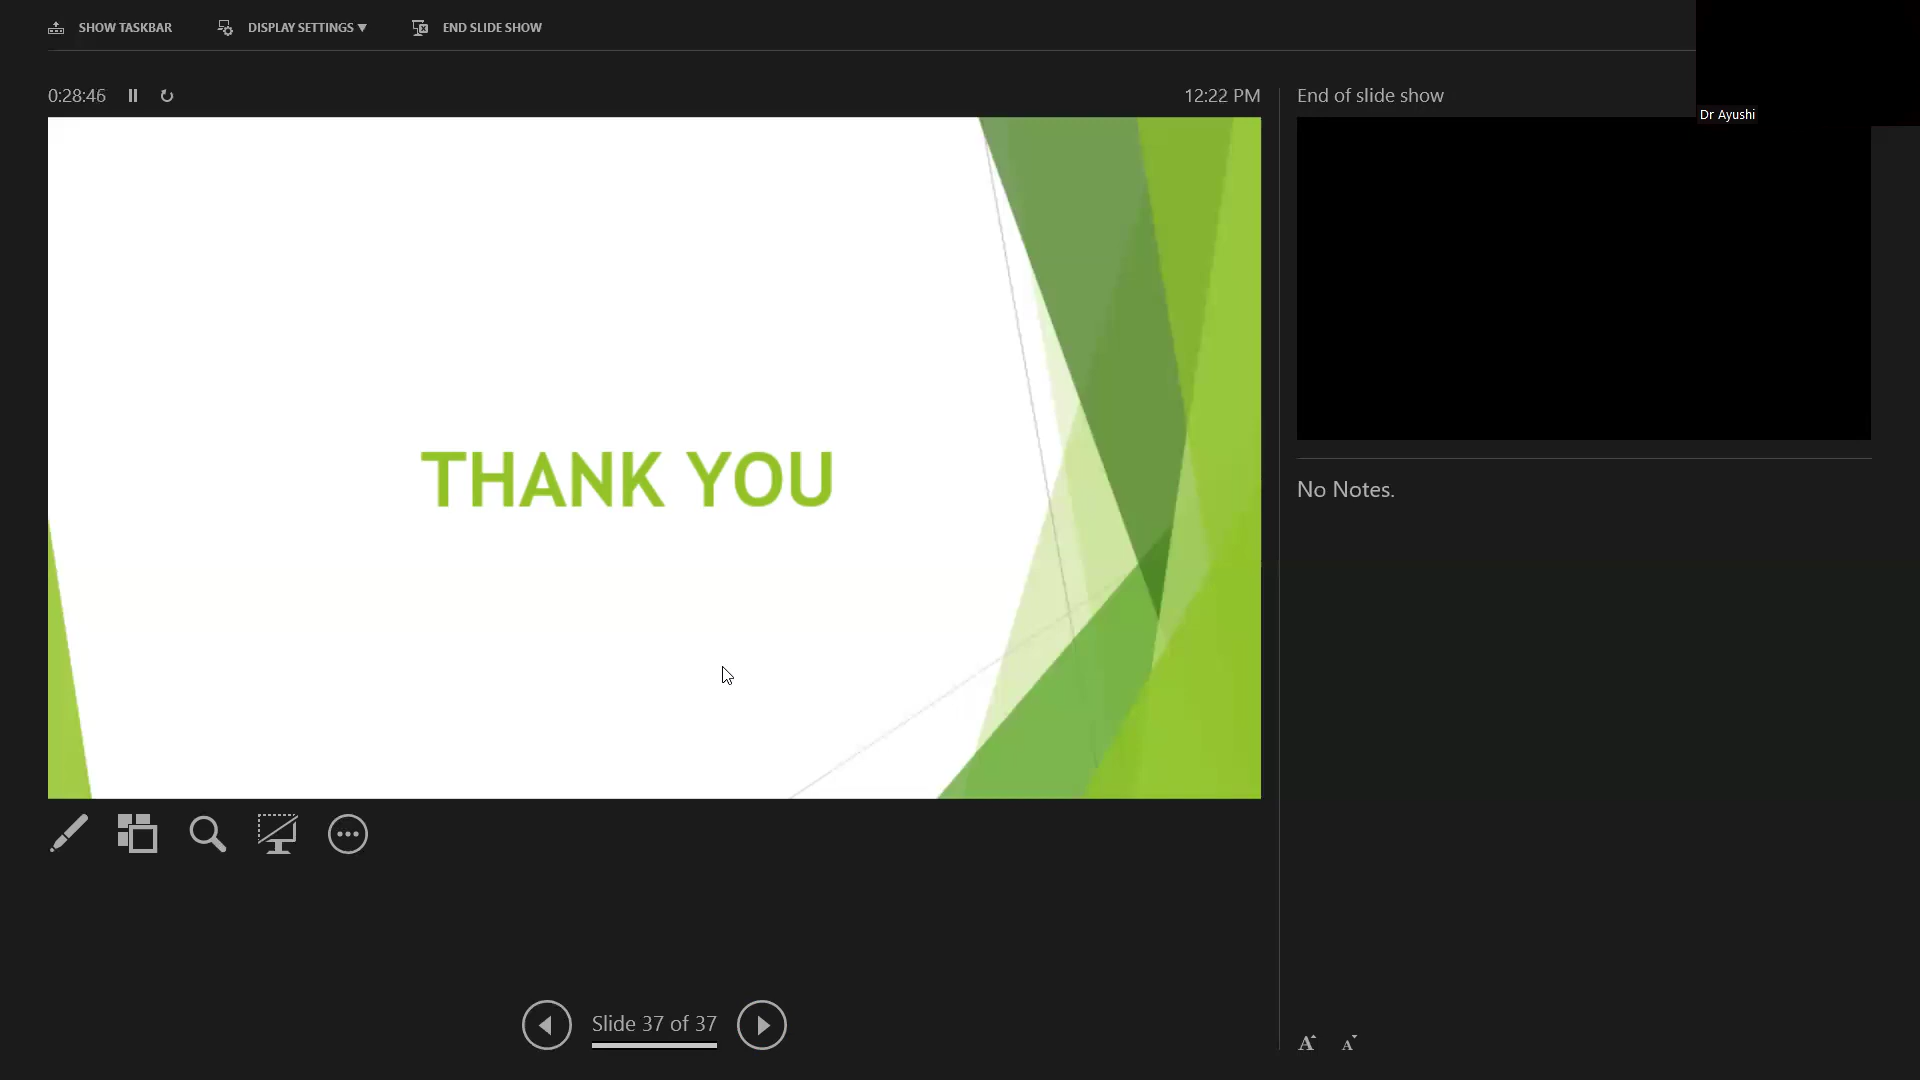 SHOW TASKBAR DISPLAY SETTINGS ▼ END SLIDE SHOW
0:28:46 12:22 PM End of slide show
Dr Ayushi
THANK YOU
No Notes.
Slide 37 of 37
A A